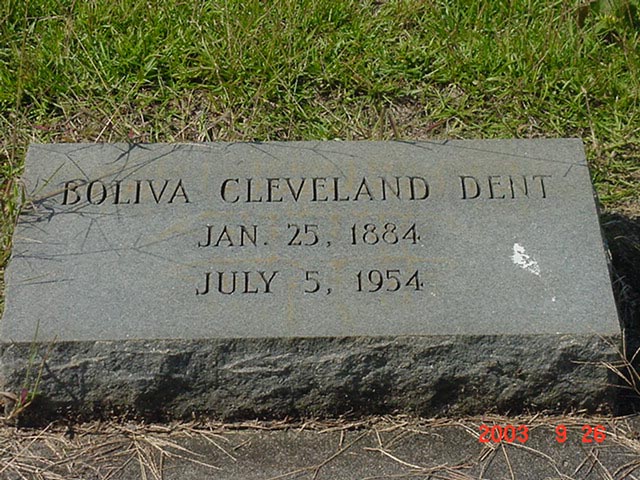 BOLIVA CLEVELAND DENT
JAN. 25, 1884
JULY 5, 1954
2003 9 26